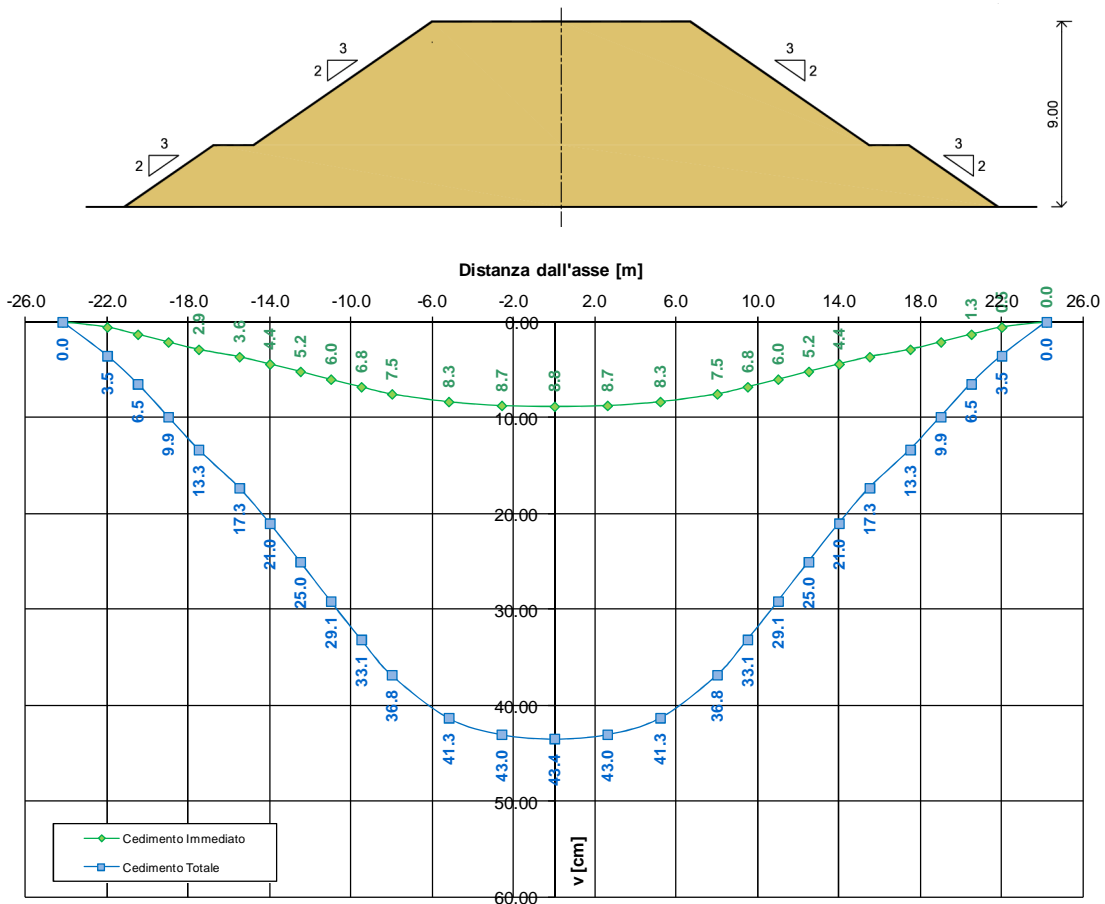 3
2
3
2
3
2
3
2
9.00
Distanza dall'asse [m]
-26.0 -22.0 -18.0 -14.0 -10.0 -6.0 -2.0 2.0 6.0 10.0 14.0 18.0 22.0 26.0
0.00
10.00
20.00
30.00
40.00
50.00
60.00
2.9 3.6 4.4 5.2 6.0 6.8 7.5 8.3 8.7 8.8 8.7 8.3 7.5 6.8 6.0 5.2 4.4 1.3 0.0
0.0 3.5 6.5 9.9 13.3 17.3 21.0 25.0 29.1 33.1 36.8 41.3 43.0 43.4 43.0 41.3 36.8 33.1 29.1 25.0 21.0 17.3 13.3 9.9 6.5 3.5 0.0
v [cm]
Cedimento Immediato
Cedimento Totale